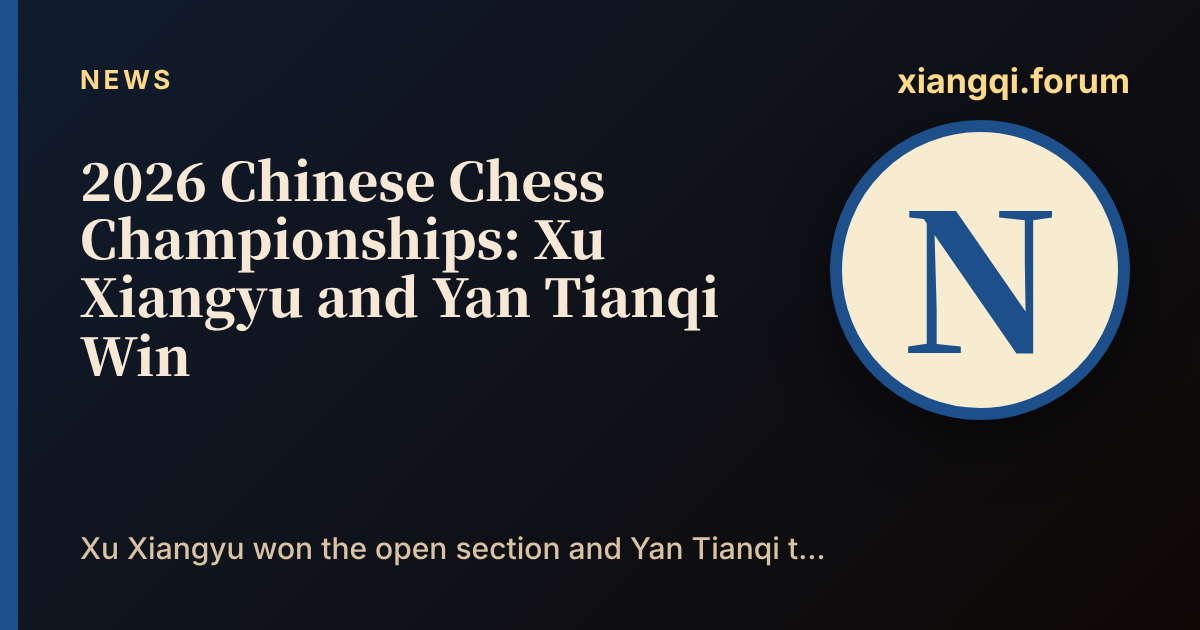 NEWS
xiangqi.forum
2026 Chinese Chess
Championships: Xu
Xiangyu and Yan Tianqi
Win
N
Xu Xiangyu won the open section and Yan Tianqi t...